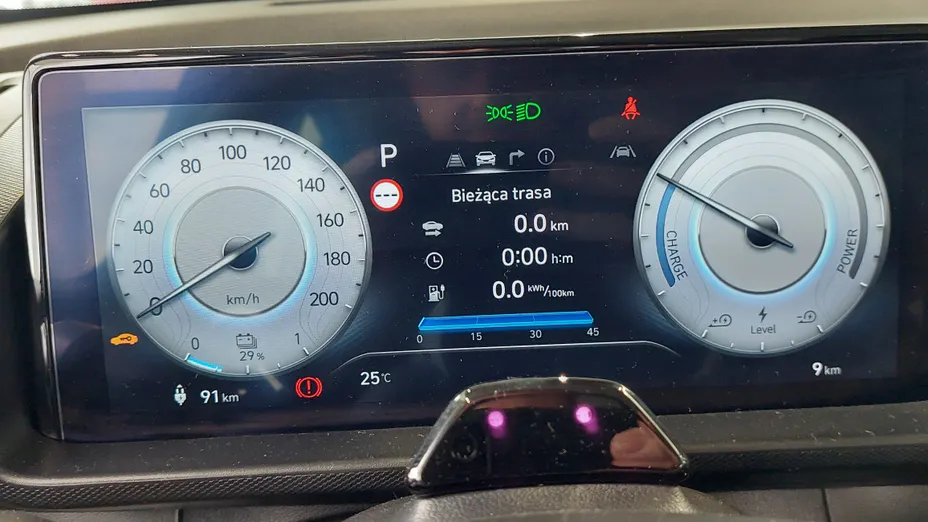 0
20
40
60
80
100
120
140
160
180
200
km/h
0
1
29 %
91 km
P
Bieżąca trasa
0.0 km
0:00 h:m
0.0 kWh/100km
0 15 30 45
25°C
CHARGE
POWER
Level
9 km